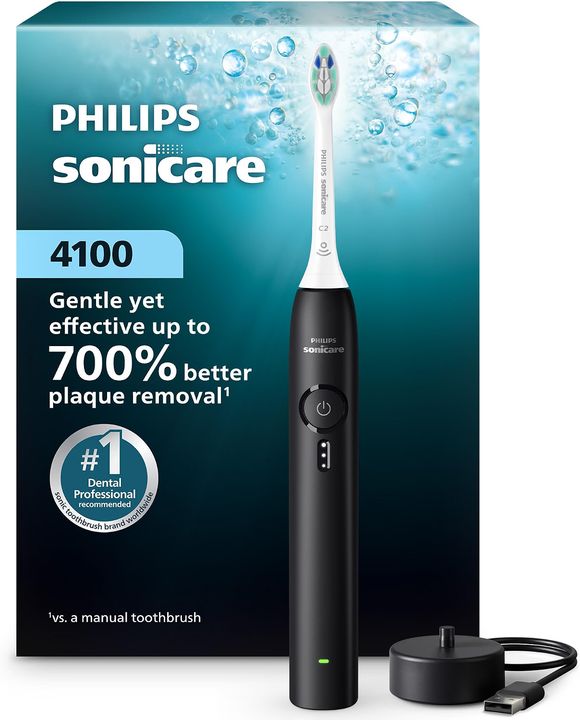 PHILIPS
sonicare
4100
Gentle yet
effective up to
700% better
plaque removal¹
#1
Dental
Professional
recommended
sonic toothbrush brand worldwide
¹vs. a manual toothbrush
PHILIPS sonicare
C2
PHILIPS
sonicare